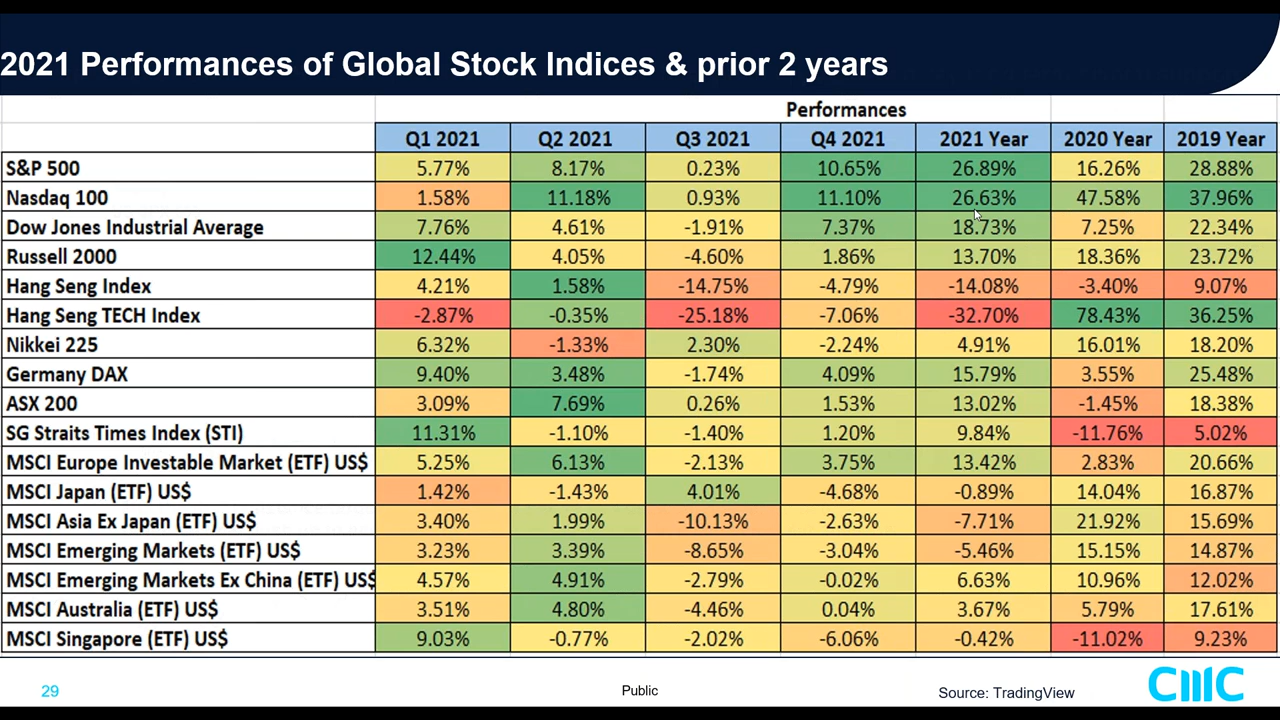 2021 Performances of Global Stock Indices & prior 2 years
Performances
Q1 2021 Q2 2021 Q3 2021 Q4 2021 2021 Year 2020 Year 2019 Year
S&P 500 5.77% 8.17% 0.23% 10.65% 26.89% 16.26% 28.88%
Nasdaq 100 1.58% 11.18% 0.93% 11.10% 26.63% 47.58% 37.96%
Dow Jones Industrial Average 7.76% 4.61% -1.91% 7.37% 18.73% 7.25% 22.34%
Russell 2000 12.44% 4.05% -4.60% 1.86% 13.70% 18.36% 23.72%
Hang Seng Index 4.21% 1.58% -14.75% -4.79% -14.08% -3.40% 9.07%
Hang Seng TECH Index -2.87% -0.35% -25.18% -7.06% -32.70% 78.43% 36.25%
Nikkei 225 6.32% -1.33% 2.30% -2.24% 4.91% 16.01% 18.20%
Germany DAX 9.40% 3.48% -1.74% 4.09% 15.79% 3.55% 25.48%
ASX 200 3.09% 7.69% 0.26% 1.53% 13.02% -1.45% 18.38%
SG Straits Times Index (STI) 11.31% -1.10% -1.40% 1.20% 9.84% -11.76% 5.02%
MSCI Europe Investable Market (ETF) US$ 5.25% 6.13% -2.13% 3.75% 13.42% 2.83% 20.66%
MSCI Japan (ETF) US$ 1.42% -1.43% 4.01% -4.68% -0.89% 14.04% 16.87%
MSCI Asia Ex Japan (ETF) US$ 3.40% 1.99% -10.13% -2.63% -7.71% 21.92% 15.69%
MSCI Emerging Markets (ETF) US$ 3.23% 3.39% -8.65% -3.04% -5.46% 15.15% 14.87%
MSCI Emerging Markets Ex China (ETF) US$ 4.57% 4.91% -2.79% -0.02% 6.63% 10.96% 12.02%
MSCI Australia (ETF) US$ 3.51% 4.80% -4.46% 0.04% 3.67% 5.79% 17.61%
MSCI Singapore (ETF) US$ 9.03% -0.77% -2.02% -6.06% -0.42% -11.02% 9.23%
29 Public Source: TradingView CMC